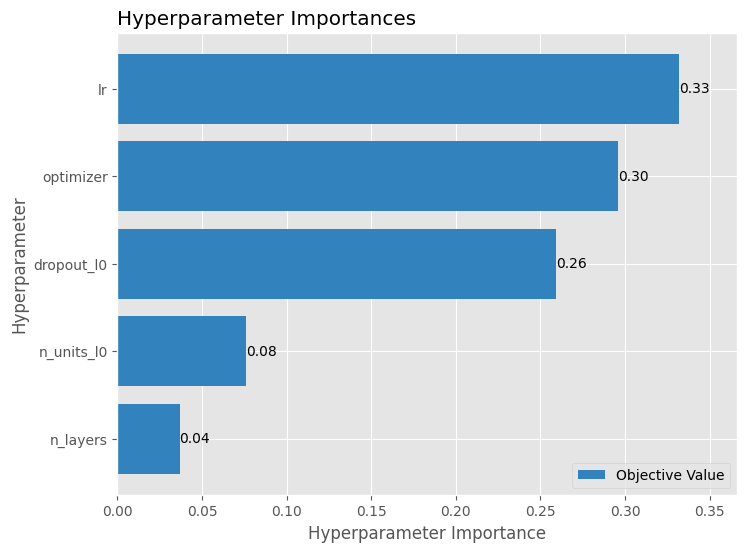 Hyperparameter Importances
Hyperparameter
lr
0.33
optimizer
0.30
dropout_l0
0.26
n_units_l0
0.08
n_layers
0.04
Objective Value
0.00 0.05 0.10 0.15 0.20 0.25 0.30 0.35
Hyperparameter Importance